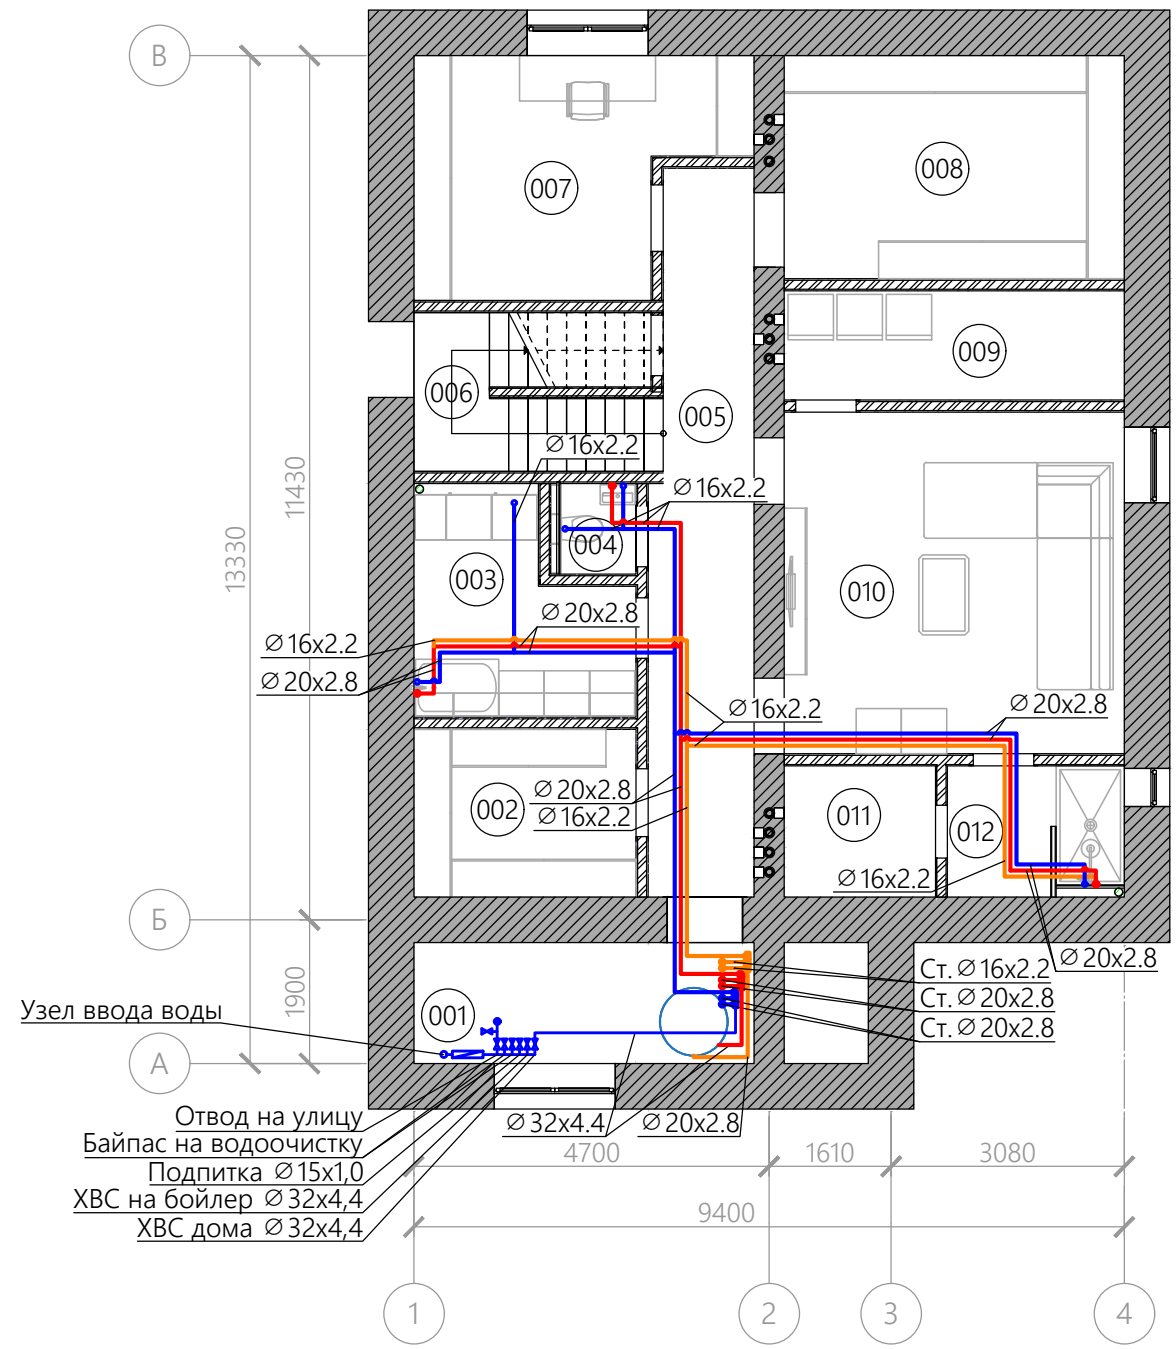 В
007
008
009
006
005
Ø16x2.2
11430
13330
Ø16x2.2
004
003
010
Ø20x2.8
Ø16x2.2
Ø20x2.8
Ø16x2.2
Ø20x2.8
Ø20x2.8
Ø16x2.2
002
011
012
Ø16x2.2
Б
Ø20x2.8
Ст. Ø16x2.2
Ст. Ø20x2.8
Ст. Ø20x2.8
1900
Узел ввода воды
001
А
Отвод на улицу
Ø32x4.4
Ø20x2.8
Байпас на водоочистку
4700
1610
3080
Подпитка Ø15x1,0
ХВС на бойлер Ø32x4,4
9400
ХВС дома Ø32x4,4
1
2
3
4